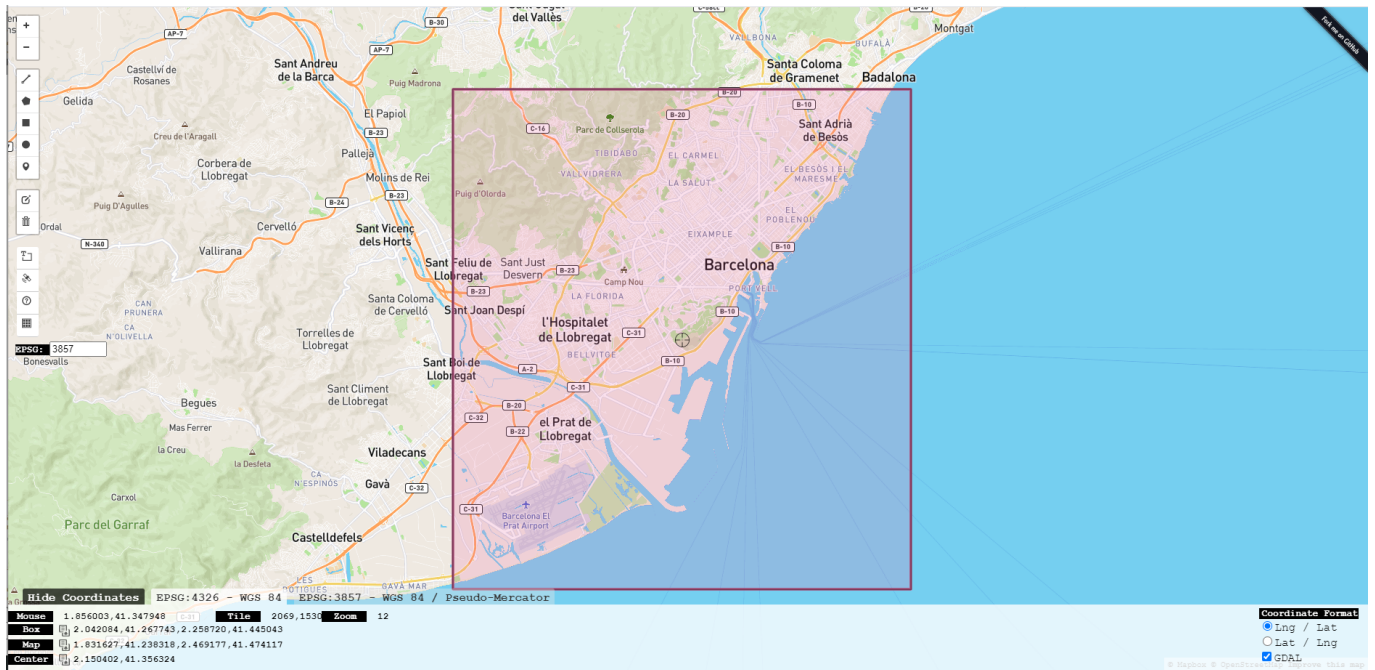 Sant Cugat
del Vallès
Montgat
B-30
AP-7
AP-7
VALLBONA
BUFALÀ
Fork me on GitHub
Sant Andreu
de la Barca
Santa Coloma
de Gramenet
Badalona
Castellví de
Rosanes
Puig Madrona
Gelida
B-20
B-10
El Papiol
B-20
C-16
Parc de Collserola
Sant Adrià
de Besòs
Creu de l'Aragall
B-23
Pallejà
TIBIDABO
EL CARMEL
Corbera de
Llobregat
VALLVIDRERA
EL BESÒS I EL
MARESME
Molins de Rei
LA SALUT
Puig D'Agulles
B-23
Puig d'Olorda
B-24
EL
POBLENOU
Ordal
Cervelló
Sant Vicenç
dels Horts
EIXAMPLE
N-340
B-10
Vallirana
Sant Feliu de
Llobregat
Sant Just
Desvern
B-23
Barcelona
Camp Nou
PORT VELL
B-23
LA FLORIDA
Santa Coloma
de Cervelló
CAN
PRUNERA
Sant Joan Despí
B-10
CA
N'OLIVELLA
Torrelles de
Llobregat
l'Hospitalet
de Llobregat
C-31
EPSG: 3857
Bonesvalls
BELLVITGE
Sant Boi de
Llobregat
B-10
A-2
C-31
Sant Climent
de Llobregat
Begues
B-20
C-32
Mas Ferrer
el Prat de
Llobregat
B-22
la Creu
Viladecans
la Desfeta
CA
N'ESPINÓS
Gavà
C-32
Carxol
C-31
Barcelona El
Prat Airport
Parc del Garraf
Castelldefels
LES
BOTIGUES
GAVÀ MAR
Hide Coordinates EPSG:4326 - WGS 84 EPSG:3857 - WGS 84 / Pseudo-Mercator
Mouse 1.856003,41.347948 C-31 Tile 2069,1530 Zoom 12
Box 2.042084,41.267743,2.258720,41.445043
Map 1.831627,41.238318,2.469177,41.474117
Center 2.150402,41.356324
Coordinate Format
Lng / Lat
Lat / Lng
GDAL
© Mapbox © OpenStreetMap Improve this map